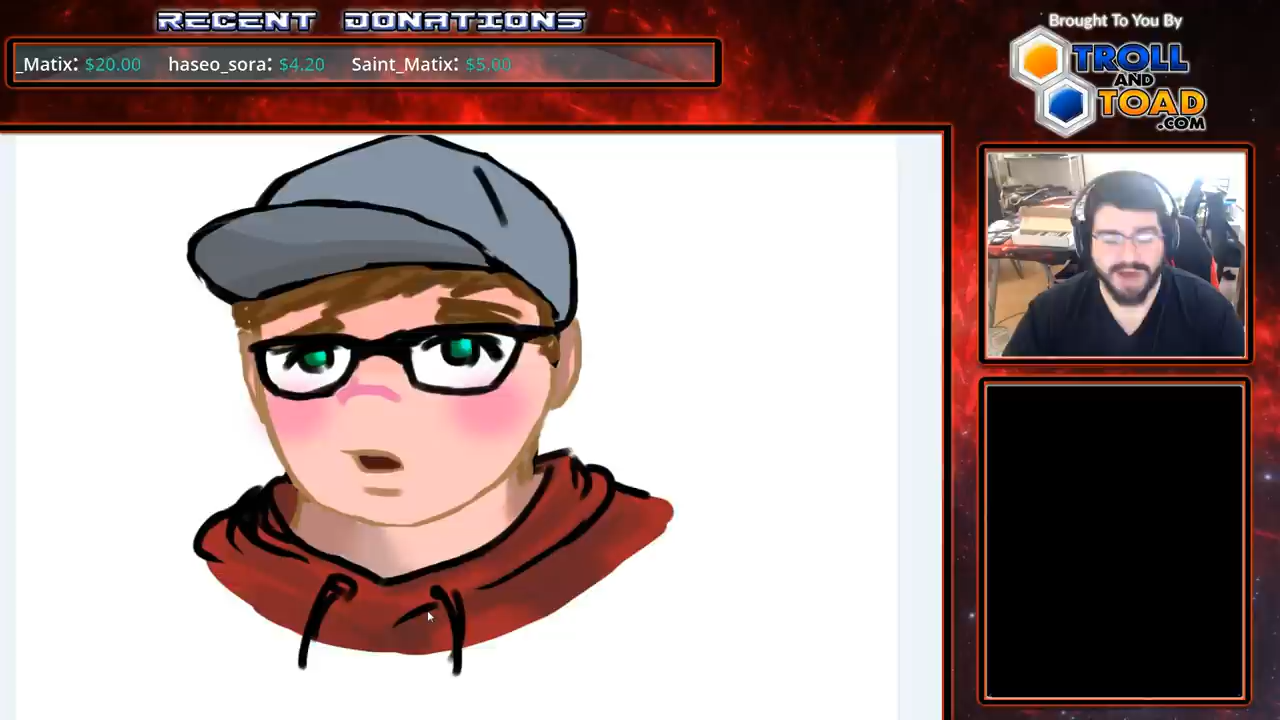 RECENT DONATIONS
_Matix: $20.00 haseo_sora: $4.20 Saint_Matix: $5.00
Brought To You By
TROLL
AND
TOAD
.COM